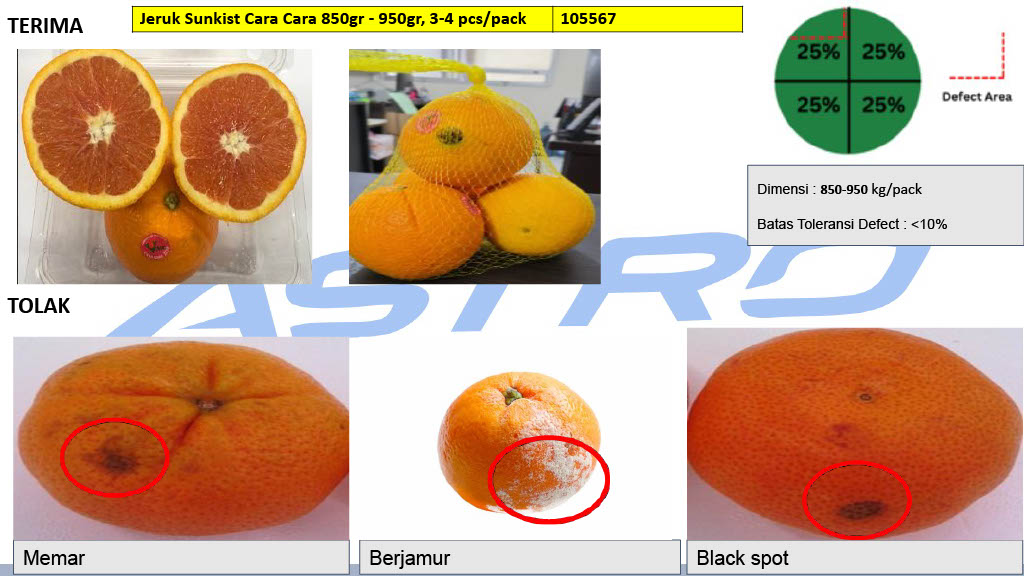 TERIMA
Jeruk Sunkist Cara Cara 850gr - 950gr, 3-4 pcs/pack 105567
25% 25%
25% 25%
Defect Area
Dimensi : 850-950 kg/pack
Batas Toleransi Defect : <10%
ASTRO
TOLAK
Memar
Berjamur
Black spot